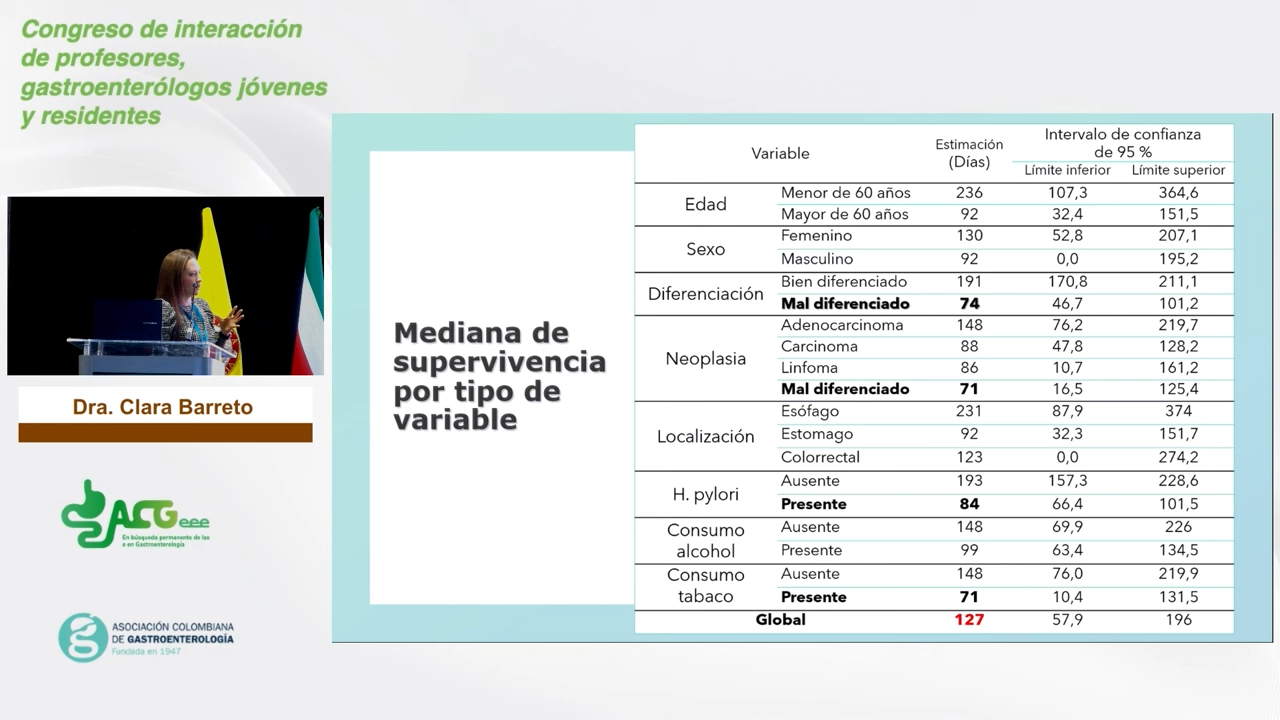 Congreso de interacción
de profesores,
gastroenterólogos jóvenes
y residentes
Dra. Clara Barreto
ACGeee
En búsqueda permanente de las
e en Gastroenterología
ASOCIACIÓN COLOMBIANA
DE GASTROENTEROLOGÍA
Fundada en 1947
Mediana de
supervivencia
por tipo de
variable
Variable Estimación (Días) Intervalo de confianza de 95 %
Límite inferior Límite superior
Edad Menor de 60 años 236 107,3 364,6
Mayor de 60 años 92 32,4 151,5
Sexo Femenino 130 52,8 207,1
Masculino 92 0,0 195,2
Diferenciación Bien diferenciado 191 170,8 211,1
Mal diferenciado 74 46,7 101,2
Neoplasia Adenocarcinoma 148 76,2 219,7
Carcinoma 88 47,8 128,2
Linfoma 86 10,7 161,2
Mal diferenciado 71 16,5 125,4
Localización Esófago 231 87,9 374
Estomago 92 32,3 151,7
Colorrectal 123 0,0 274,2
H. pylori Ausente 193 157,3 228,6
Presente 84 66,4 101,5
Consumo alcohol Ausente 148 69,9 226
Presente 99 63,4 134,5
Consumo tabaco Ausente 148 76,0 219,9
Presente 71 10,4 131,5
Global 127 57,9 196